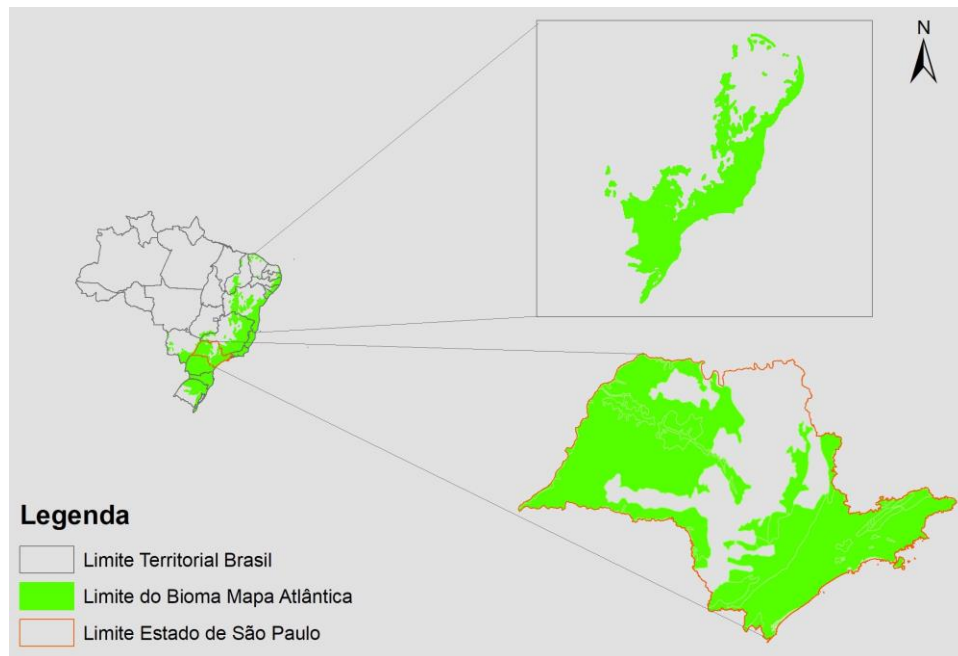 N
Legenda
Limite Territorial Brasil
Limite do Bioma Mapa Atlântica
Limite Estado de São Paulo